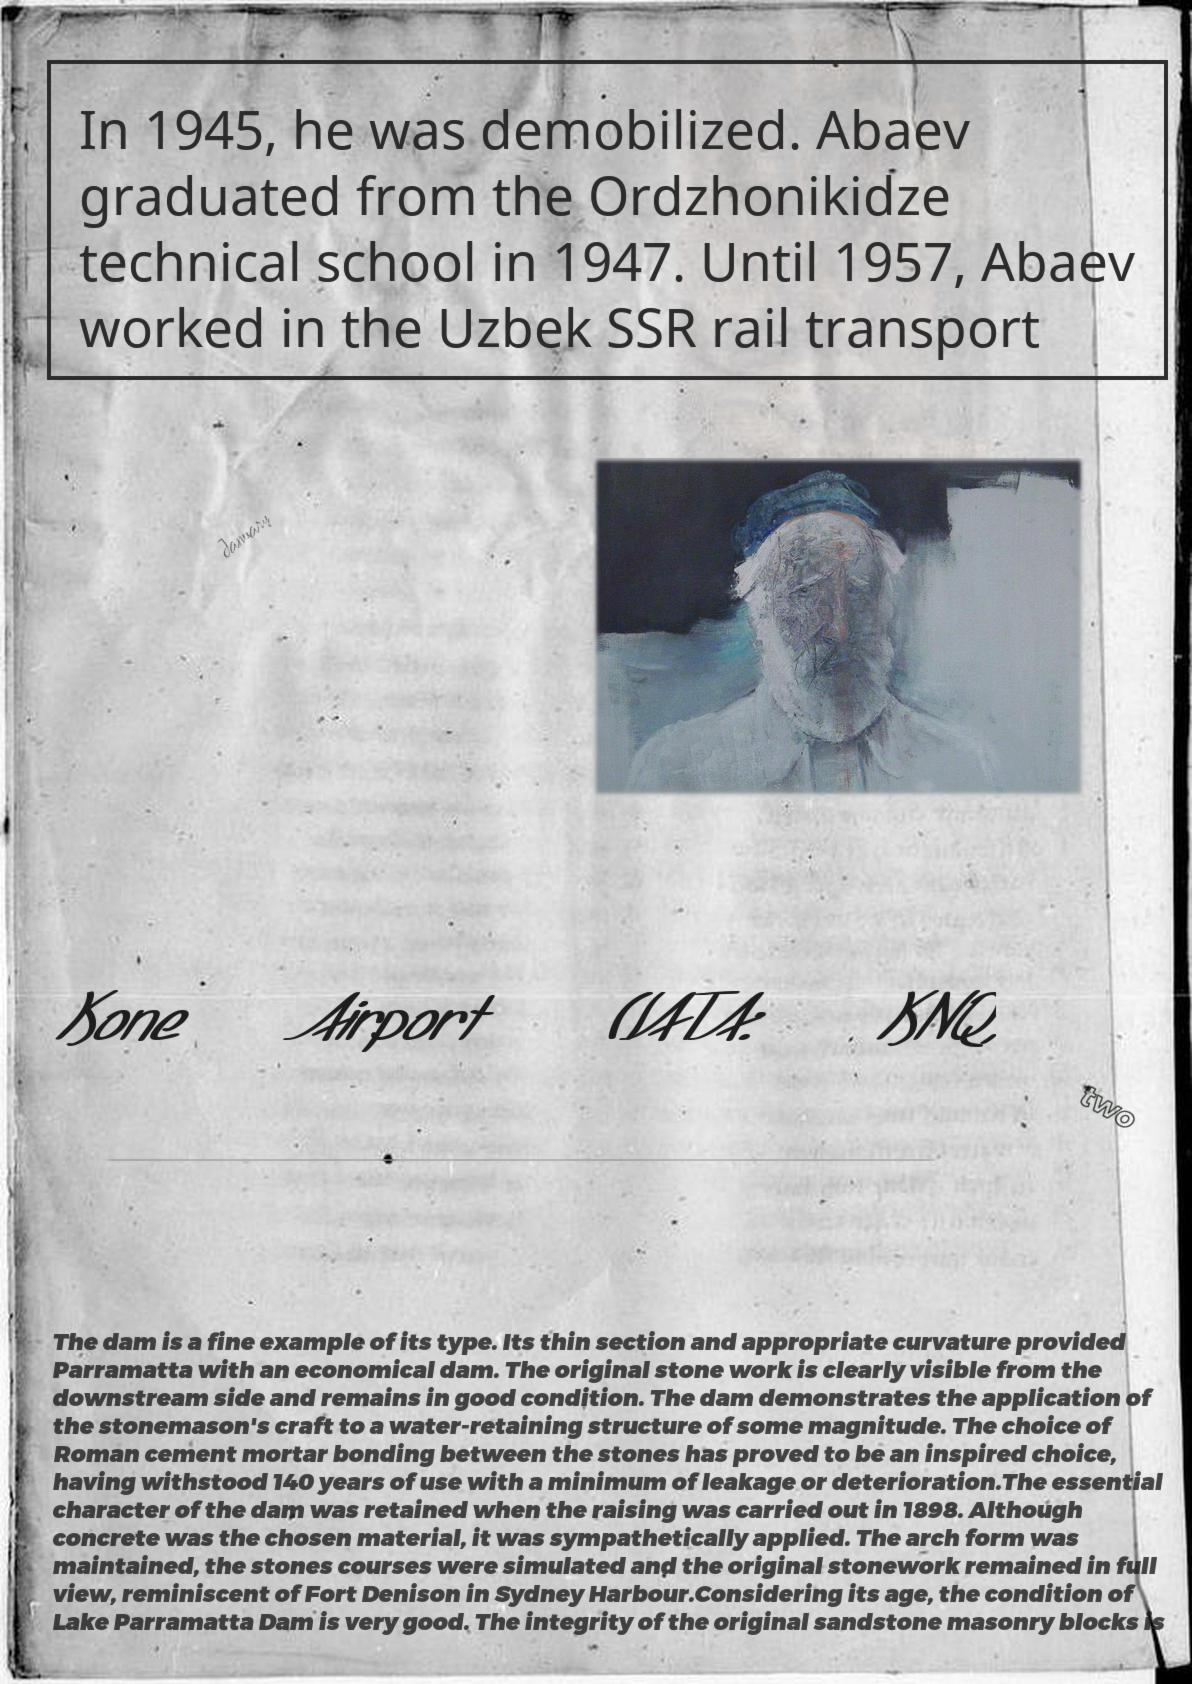 In 1945, he was demobilized. Abaev
graduated from the Ordzhonikidze
technical school in 1947. Until 1957, Abaev
worked in the Uzbek SSR rail transport
January
Kone Airport (IATA: KNQ,
two
The dam is a fine example of its type. Its thin section and appropriate curvature provided
Parramatta with an economical dam. The original stone work is clearly visible from the
downstream side and remains in good condition. The dam demonstrates the application of
the stonemason's craft to a water-retaining structure of some magnitude. The choice of
Roman cement mortar bonding between the stones has proved to be an inspired choice,
having withstood 140 years of use with a minimum of leakage or deterioration.The essential
character of the dam was retained when the raising was carried out in 1898. Although
concrete was the chosen material, it was sympathetically applied. The arch form was
maintained, the stones courses were simulated and the original stonework remained in full
view, reminiscent of Fort Denison in Sydney Harbour.Considering its age, the condition of
Lake Parramatta Dam is very good. The integrity of the original sandstone masonry blocks is